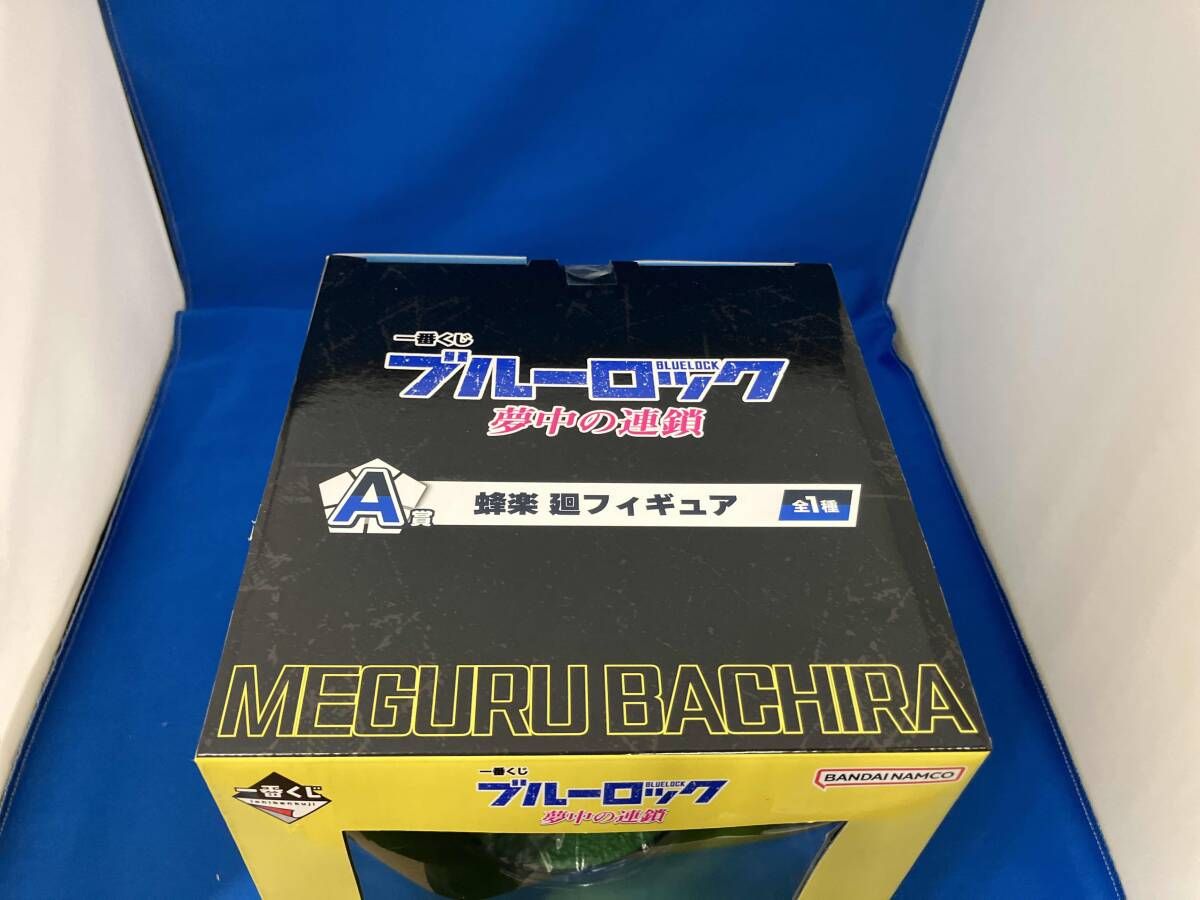 一番くじ
ブルーロック
BLUELOCK
夢中の連鎖
A賞 蜂楽 廻フィギュア 全1種
MEGURU BACHIRA
一番くじ
ichiban kuji
一番くじ
ブルーロック
BLUELOCK
夢中の連鎖
BANDAI NAMCO